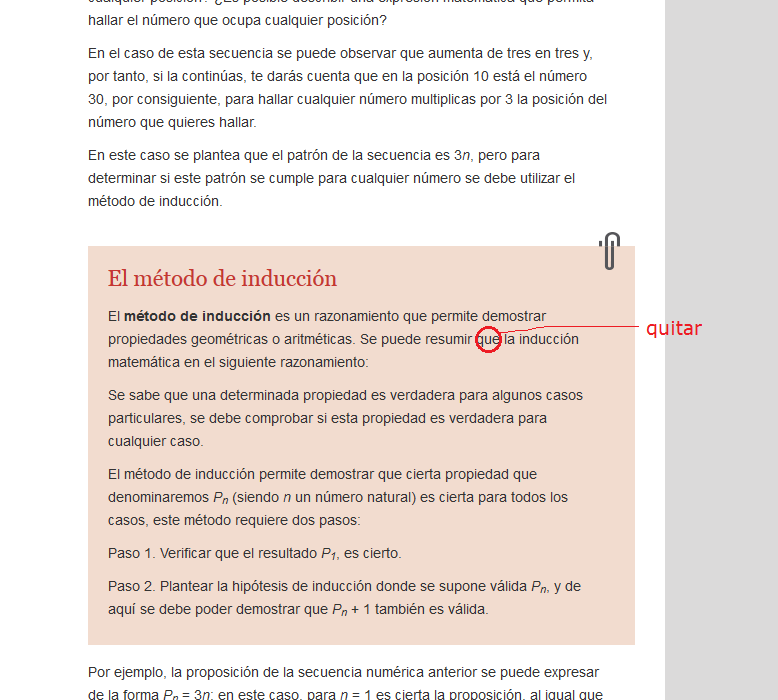 cualquier posición? ¿Es posible describir una expresión matemática que permita
hallar el número que ocupa cualquier posición?
En el caso de esta secuencia se puede observar que aumenta de tres en tres y,
por tanto, si la continúas, te darás cuenta que en la posición 10 está el número
30, por consiguiente, para hallar cualquier número multiplicas por 3 la posición del
número que quieres hallar.
En este caso se plantea que el patrón de la secuencia es 3n, pero para
determinar si este patrón se cumple para cualquier número se debe utilizar el
método de inducción.
El método de inducción
El método de inducción es un razonamiento que permite demostrar
propiedades geométricas o aritméticas. Se puede resumir que la inducción
quitar
matemática en el siguiente razonamiento:
Se sabe que una determinada propiedad es verdadera para algunos casos
particulares, se debe comprobar si esta propiedad es verdadera para
cualquier caso.
El método de inducción permite demostrar que cierta propiedad que
denominaremos Pn (siendo n un número natural) es cierta para todos los
casos, este método requiere dos pasos:
Paso 1. Verificar que el resultado P1, es cierto.
Paso 2. Plantear la hipótesis de inducción donde se supone válida Pn, y de
aquí se debe poder demostrar que Pn + 1 también es válida.
Por ejemplo, la proposición de la secuencia numérica anterior se puede expresar
de la forma Pn = 3n; en este caso, para n = 1 es cierta la proposición, al igual que